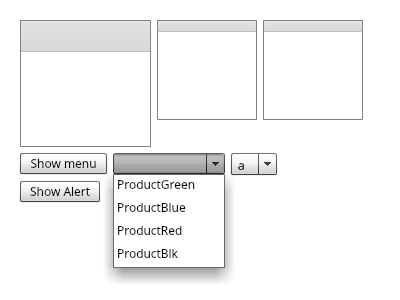 Show menu
a
Show Alert
ProductGreen
ProductBlue
ProductRed
ProductBlk